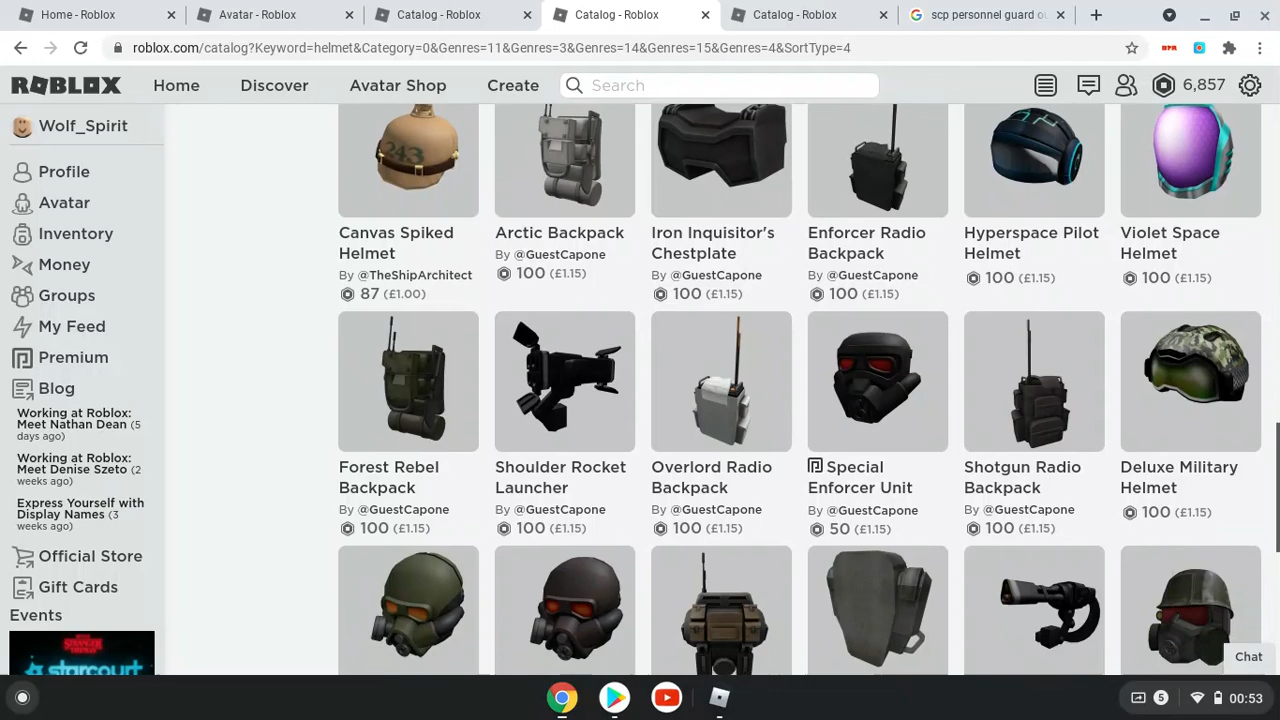 Home - Roblox
Avatar - Roblox
Catalog - Roblox
Catalog - Roblox
Catalog - Roblox
scp personnel guard ou
roblox.com/catalog?Keyword=helmet&Category=0&Genres=11&Genres=3&Genres=14&Genres=15&Genres=4&SortType=4
ROBLOX Home Discover Avatar Shop Create Search 6,857
Wolf_Spirit
Profile
Avatar
Inventory
Money
Groups
My Feed
Premium
Blog
Working at Roblox:
Meet Nathan Dean (5
days ago)
Working at Roblox:
Meet Denise Szeto (2
weeks ago)
Express Yourself with
Display Names (3
weeks ago)
Official Store
Gift Cards
Events
STRANGER
THINGS
starcourt
243
Canvas Spiked
Helmet
By @TheShipArchitect
87 (£1.00)
Arctic Backpack
By @GuestCapone
100 (£1.15)
Iron Inquisitor's
Chestplate
By @GuestCapone
100 (£1.15)
Enforcer Radio
Backpack
By @GuestCapone
100 (£1.15)
Hyperspace Pilot
Helmet
100 (£1.15)
Violet Space
Helmet
100 (£1.15)
Forest Rebel
Backpack
By @GuestCapone
100 (£1.15)
Shoulder Rocket
Launcher
By @GuestCapone
100 (£1.15)
Overlord Radio
Backpack
By @GuestCapone
100 (£1.15)
Special
Enforcer Unit
By @GuestCapone
50 (£1.15)
Shotgun Radio
Backpack
By @GuestCapone
100 (£1.15)
Deluxe Military
Helmet
100 (£1.15)
Chat
5
00:53